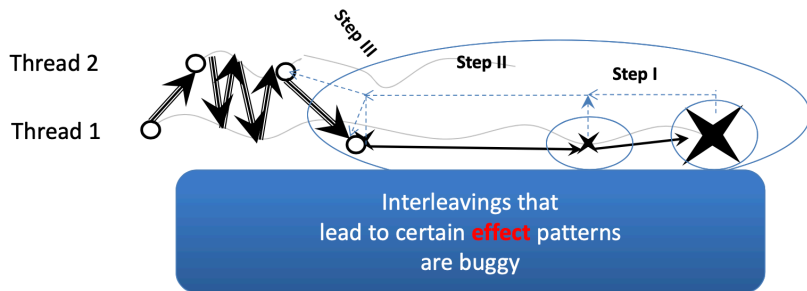 Step III
Thread 2
Step II
Step I
Thread 1
Interleavings that
lead to certain effect patterns
are buggy